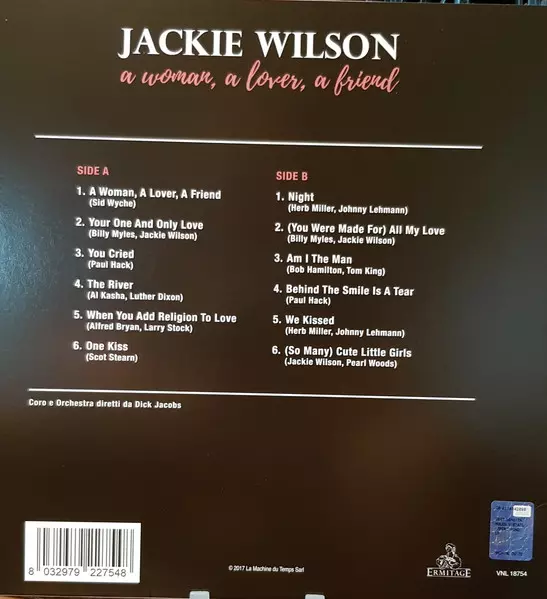 JACKIE WILSON
a woman, a lover, a friend
SIDE A
1. A Woman, A Lover, A Friend
(Sid Wyche)
2. Your One And Only Love
(Billy Myles, Jackie Wilson)
3. You Cried
(Paul Hack)
4. The River
(Al Kasha, Luther Dixon)
5. When You Add Religion To Love
(Alfred Bryan, Larry Stock)
6. One Kiss
(Scot Stearn)
SIDE B
1. Night
(Herb Miller, Johnny Lehmann)
2. (You Were Made For) All My Love
(Billy Myles, Jackie Wilson)
3. Am I The Man
(Bob Hamilton, Tom King)
4. Behind The Smile Is A Tear
(Paul Hack)
5. We Kissed
(Herb Miller, Johnny Lehmann)
6. (So Many) Cute Little Girls
(Jackie Wilson, Pearl Woods)
Coro e Orchestra diretti da Dick Jacobs
8 032979 227548
© 2017 La Machine du Temps Sarl
ERMITAGE
VNL 18754